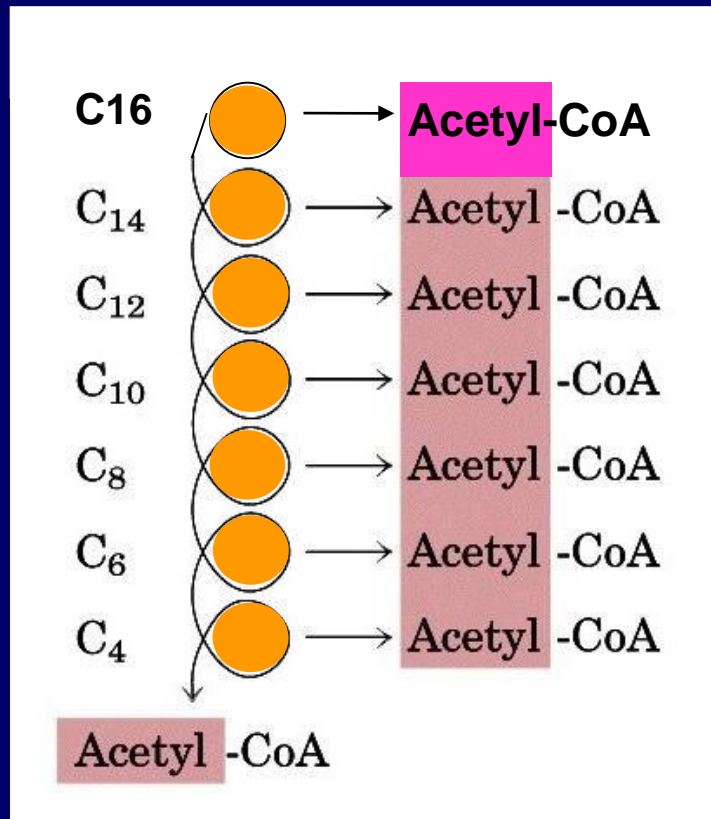 C16 Acetyl-CoA
C₁₄ Acetyl -CoA
C₁₂ Acetyl -CoA
C₁₀ Acetyl -CoA
C₈ Acetyl -CoA
C₆ Acetyl -CoA
C₄ Acetyl -CoA
Acetyl -CoA